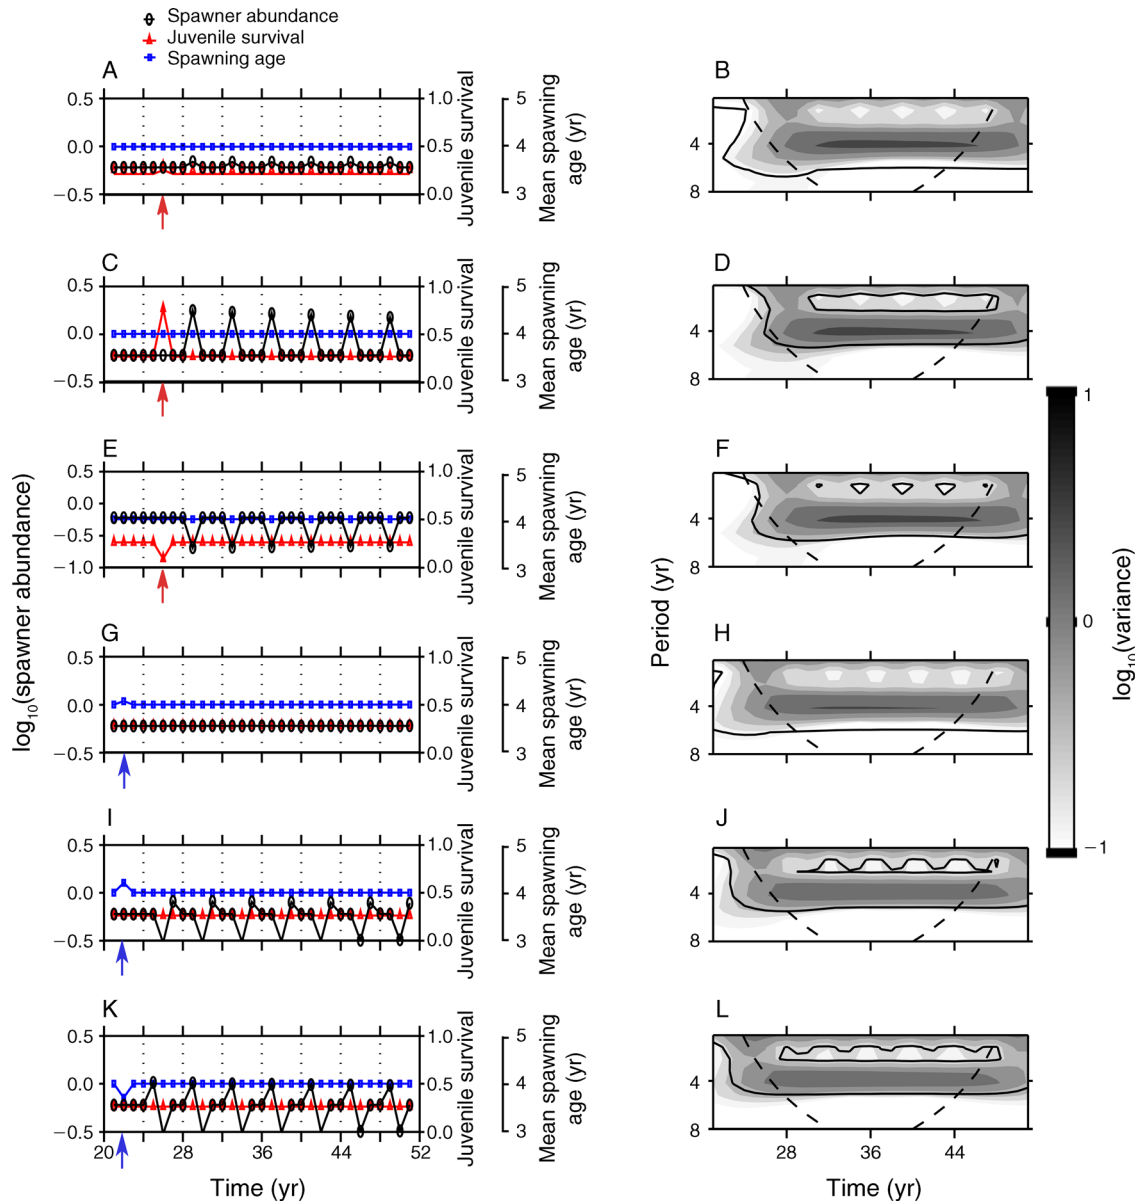 Spawner abundance
Juvenile survival
Spawning age
A
0.5
0.0
−0.5
1.0
0.5
0.0
Juvenile survival
5
4
3
Mean spawning
age (yr)
B
4
8
C
0.5
0.0
−0.5
1.0
0.5
0.0
Juvenile survival
5
4
3
Mean spawning
age (yr)
D
4
8
E
0.5
0.0
−0.5
−1.0
1.0
0.5
0.0
Juvenile survival
5
4
3
Mean spawning
age (yr)
F
4
8
G
0.5
0.0
−0.5
1.0
0.5
0.0
Juvenile survival
5
4
3
Mean spawning
age (yr)
H
4
8
I
0.5
0.0
−0.5
1.0
0.5
0.0
Juvenile survival
5
4
3
Mean spawning
age (yr)
J
4
8
K
0.5
0.0
−0.5
1.0
0.5
0.0
Juvenile survival
5
4
3
Mean spawning
age (yr)
L
4
8
20 28 36 44 52
28 36 44
Time (yr)
Time (yr)
log10(spawner abundance)
Period (yr)
1
0
−1
log10(variance)